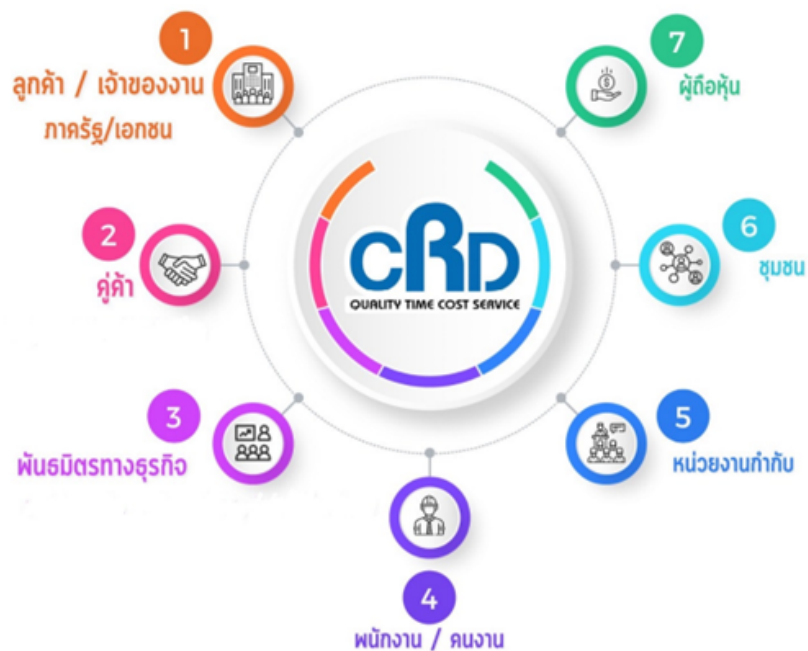 1
ลูกค้า / เจ้าของงาน
ภาครัฐ/เอกชน
2
คู่ค้า
3
พันธมิตรทางธุรกิจ
4
พนักงาน / คนงาน
5
หน่วยงานกำกับ
6
ชุมชน
7
ผู้ถือหุ้น
CRD
QUALITY TIME COST SERVICE